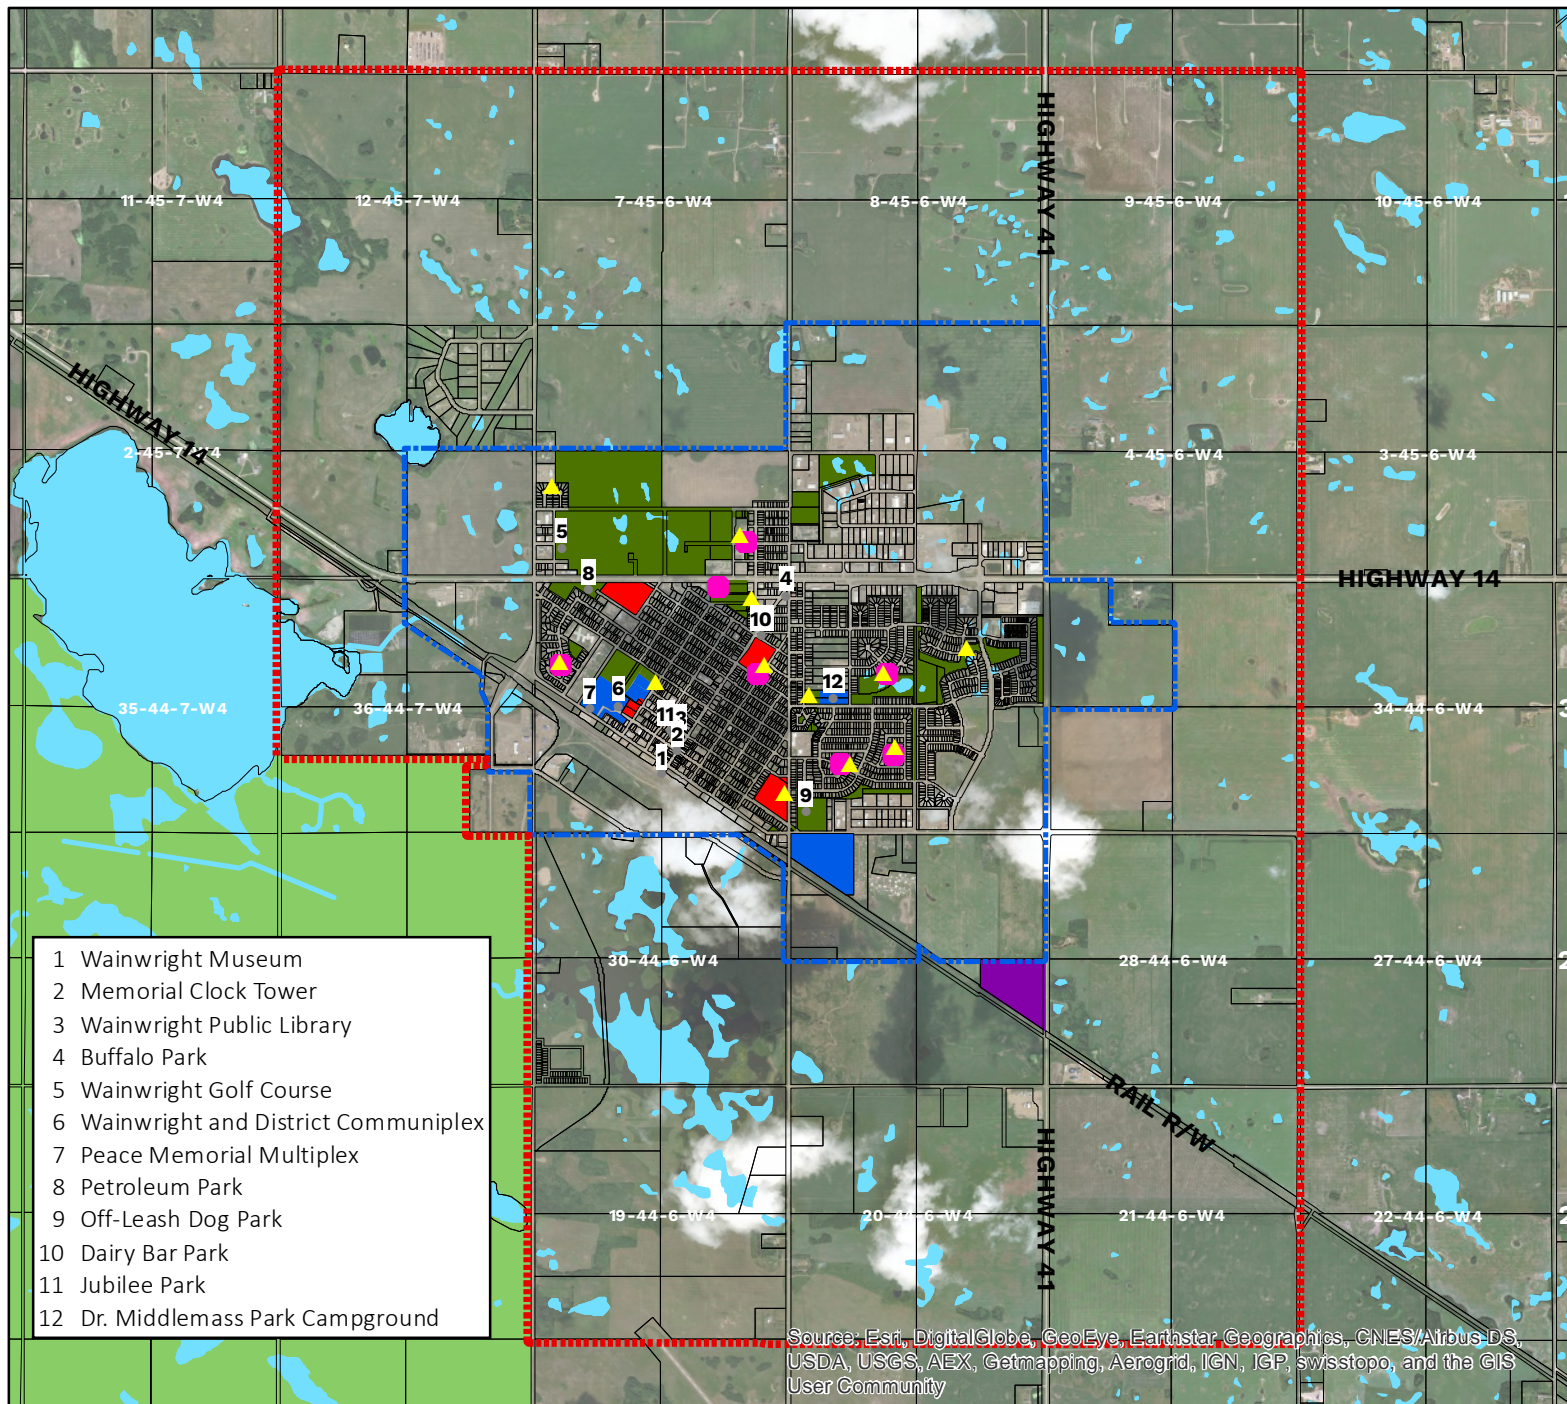 HIGHWAY 41
11-45-7-W4
12-45-7-W4
7-45-6-W4
8-45-6-W4
9-45-6-W4
10-45-6-W4
HIGHWAY 14
4-45-6-W4
3-45-6-W4
5
8
4
HIGHWAY 14
10
12
7
6
11
3
2
1
35-44-7-W4
36-44-7-W4
34-44-6-W4
9
30-44-6-W4
28-44-6-W4
27-44-6-W4
RAIL R/W
HIGHWAY 41
19-44-6-W4
20-44-6-W4
21-44-6-W4
22-44-6-W4
1 Wainwright Museum
2 Memorial Clock Tower
3 Wainwright Public Library
4 Buffalo Park
5 Wainwright Golf Course
6 Wainwright and District Communiplex
7 Peace Memorial Multiplex
8 Petroleum Park
9 Off-Leash Dog Park
10 Dairy Bar Park
11 Jubilee Park
12 Dr. Middlemass Park Campground
Source: Esri, DigitalGlobe, GeoEye, Earthstar Geographics, CNES/Airbus DS,
USDA, USGS, AEX, Getmapping, Aerogrid, IGN, IGP, swisstopo, and the GIS
User Community